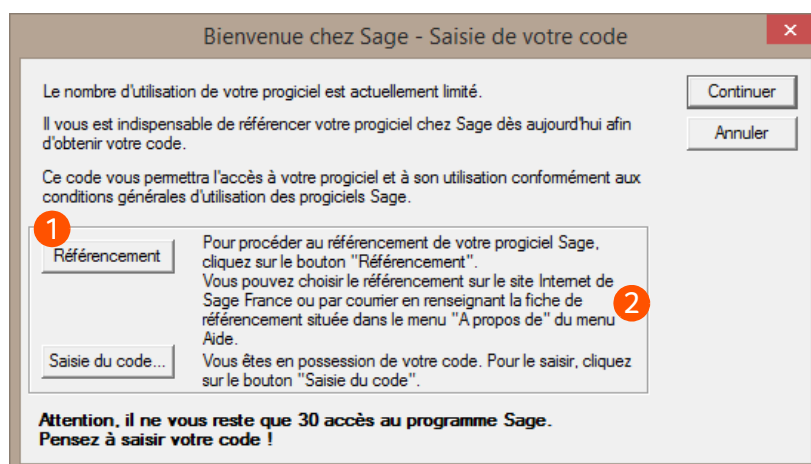 Bienvenue chez Sage - Saisie de votre code
×
Le nombre d'utilisation de votre progiciel est actuellement limité.
Continuer
Il vous est indispensable de référencer votre progiciel chez Sage dès aujourd'hui afin
d'obtenir votre code.
Annuler
Ce code vous permettra l'accès à votre progiciel et à son utilisation conformément aux
conditions générales d'utilisation des progiciels Sage.
1
Référencement
Pour procéder au référencement de votre progiciel Sage,
cliquez sur le bouton "Référencement".
Vous pouvez choisir le référencement sur le site Internet de
Sage France ou par courrier en renseignant la fiche de
référencement située dans le menu "A propos de" du menu
Aide.
2
Saisie du code...
Vous êtes en possession de votre code. Pour le saisir, cliquez
sur le bouton "Saisie du code".
Attention, il ne vous reste que 30 accès au programme Sage.
Pensez à saisir votre code !